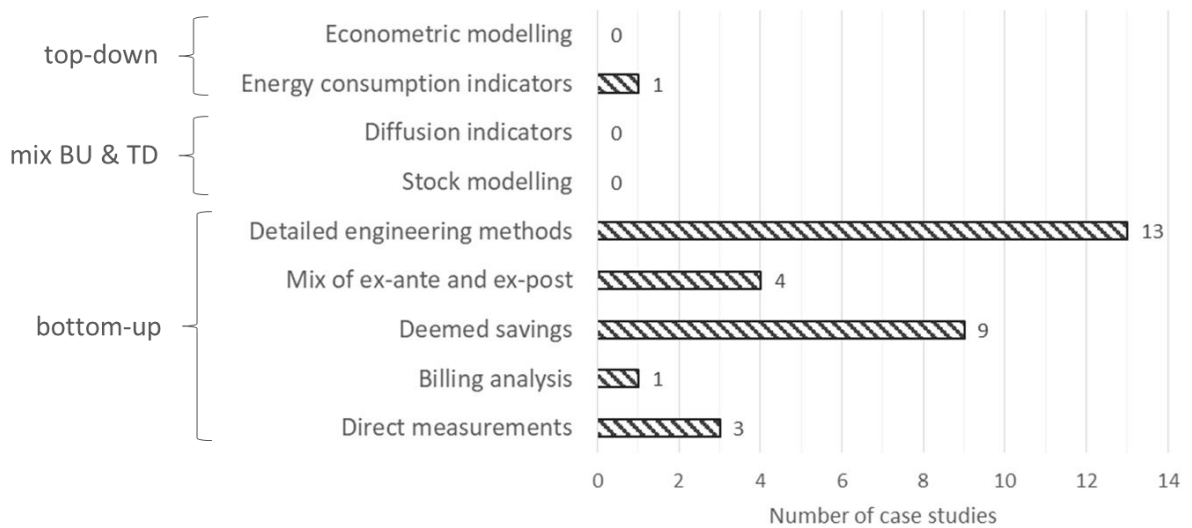 top-down
Econometric modelling 0
Energy consumption indicators 1
mix BU & TD
Diffusion indicators 0
Stock modelling 0
bottom-up
Detailed engineering methods 13
Mix of ex-ante and ex-post 4
Deemed savings 9
Billing analysis 1
Direct measurements 3
0 2 4 6 8 10 12 14
Number of case studies